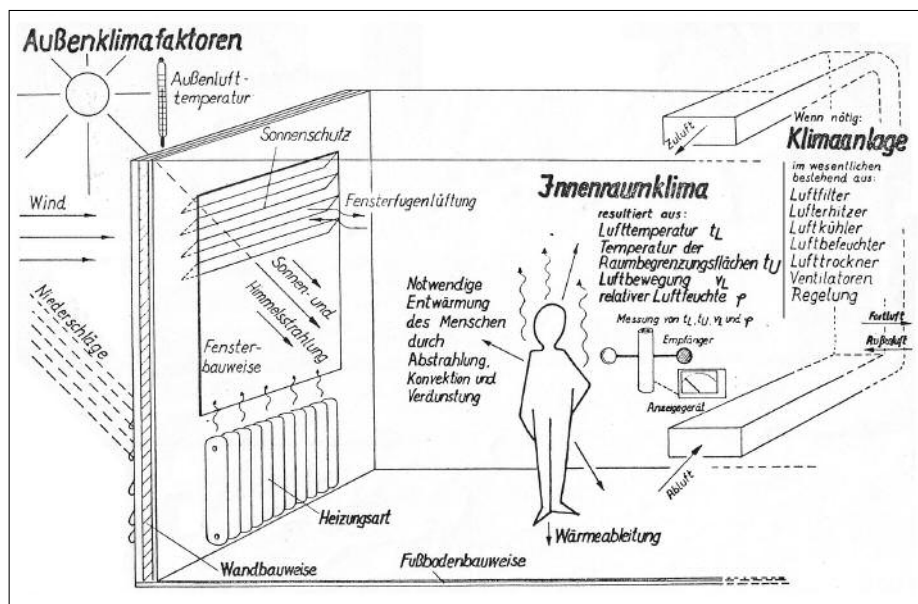 Außenklimafaktoren
Außenluft-
temperatur
Sonnenschutz
Wind
Fensterfugenlüftung
Sonnen- und
Himmelsstrahlung
Niederschläge
Fenster-
bauweise
Heizungsart
Wandbauweise
Fußbodenbauweise
Notwendige
Entwärmung
des Menschen
durch
Abstrahlung,
Konvektion und
Verdunstung
Wärmeableitung
Innenraumklima
resultiert aus:
Lufttemperatur tL
Temperatur der
Raumbegrenzungsflächen tU
Luftbewegung vL
relativer Luftfeuchte φ
Messung von tL, tU, vL und φ
Empfänger
Anzeigegerät
Zuluft
Wenn nötig:
Klimaanlage
im wesentlichen
bestehend aus:
Luftfilter
Lufterhitzer
Luftkühler
Luftbefeuchter
Lufttrockner
Ventilatoren
Regelung
Fortluft
Außenluft
Abluft